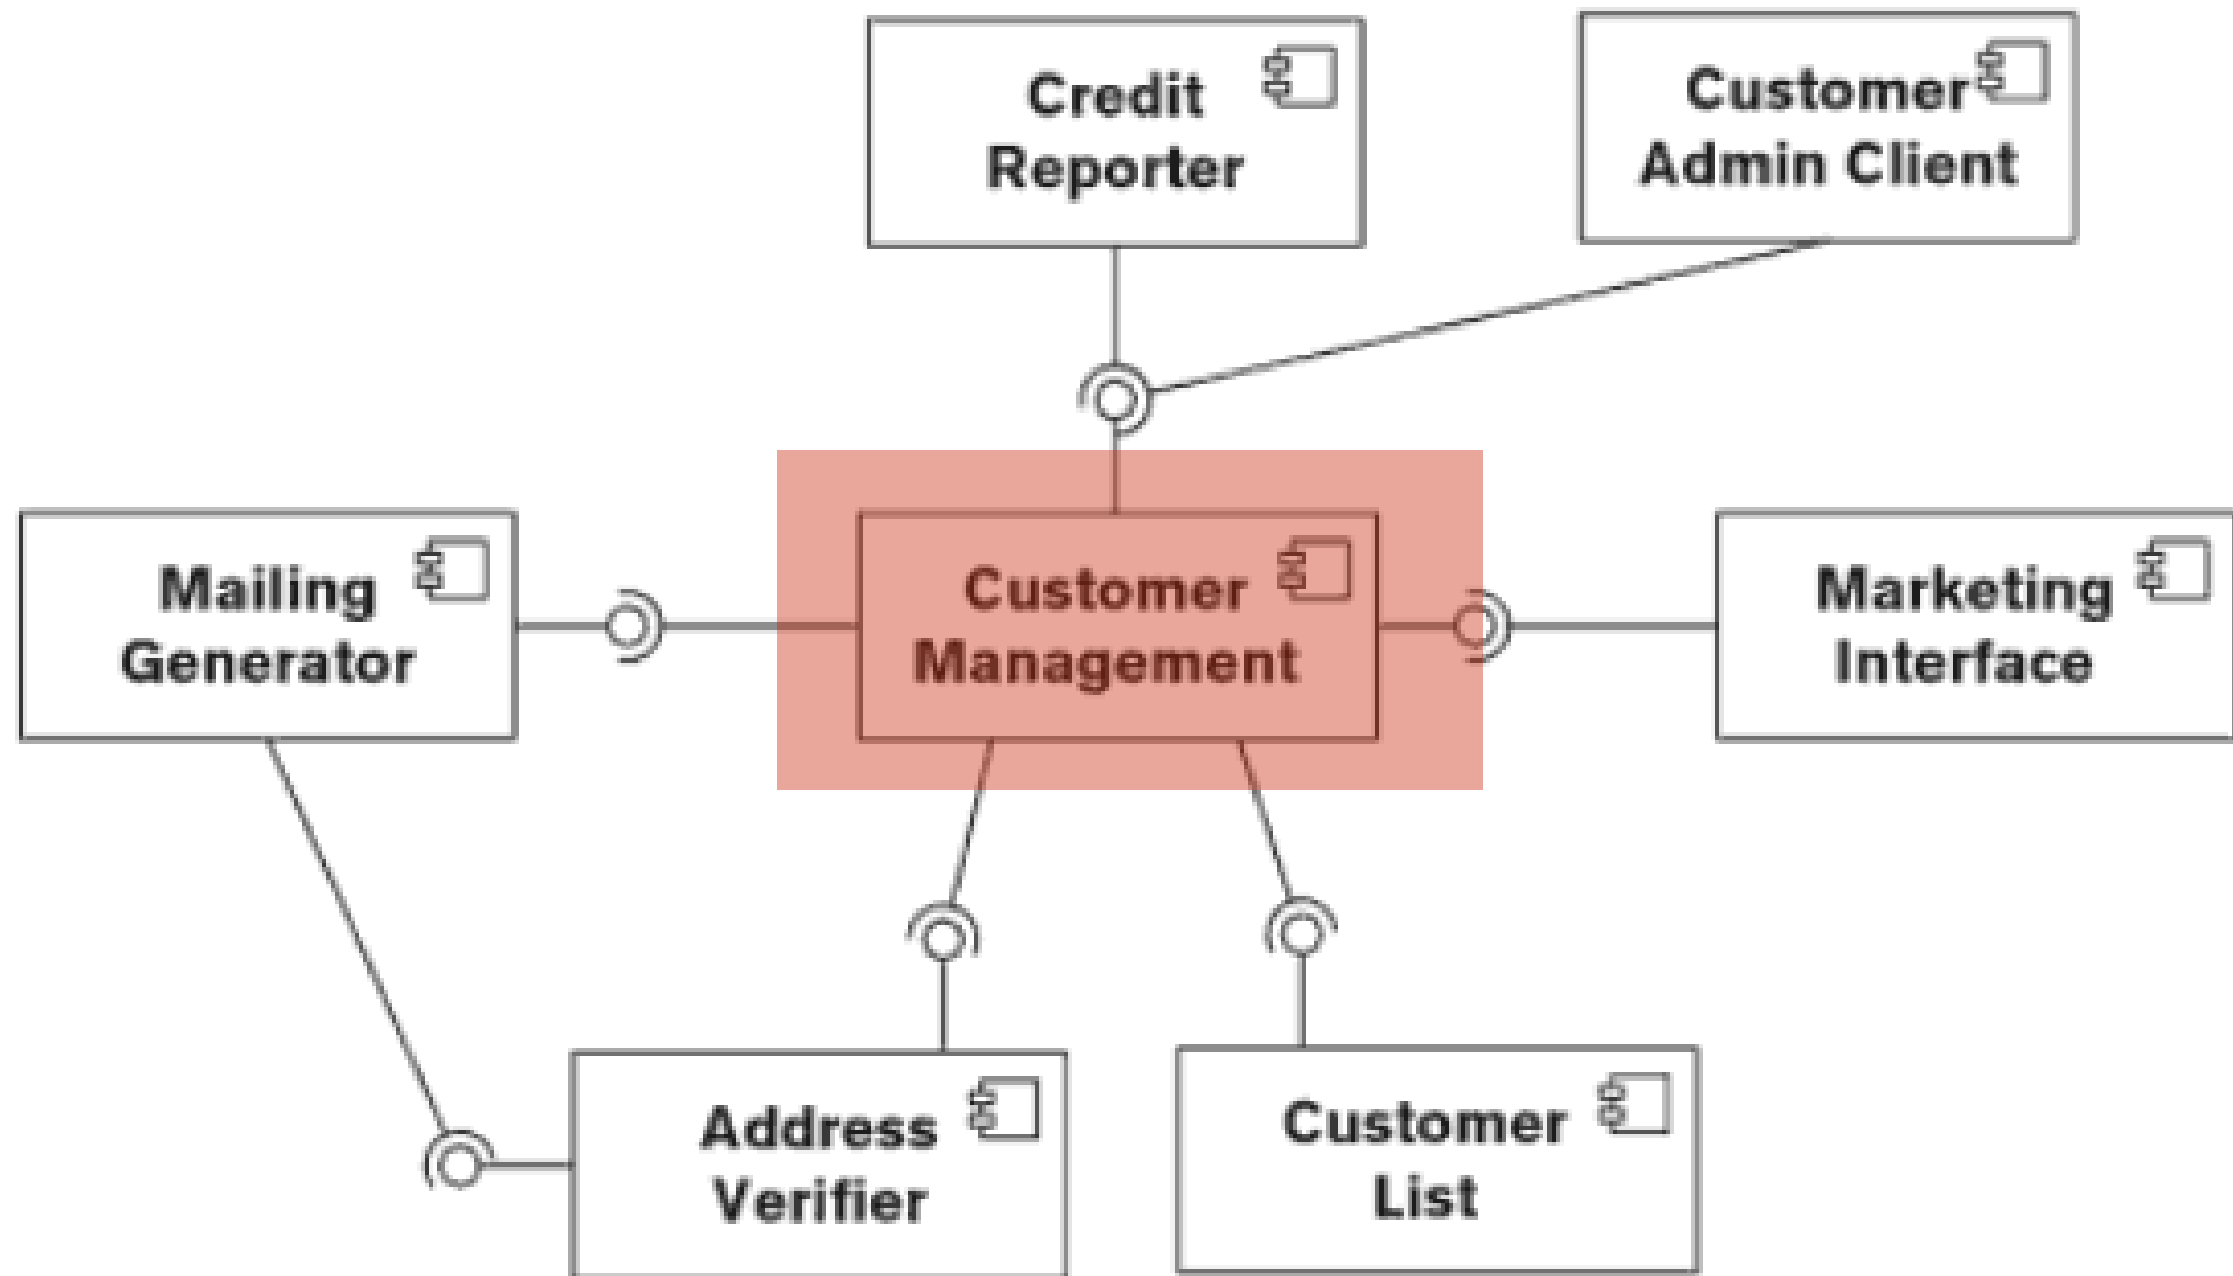 Credit
Reporter
Customer
Admin Client
Mailing
Generator
Customer
Management
Marketing
Interface
Address
Verifier
Customer
List